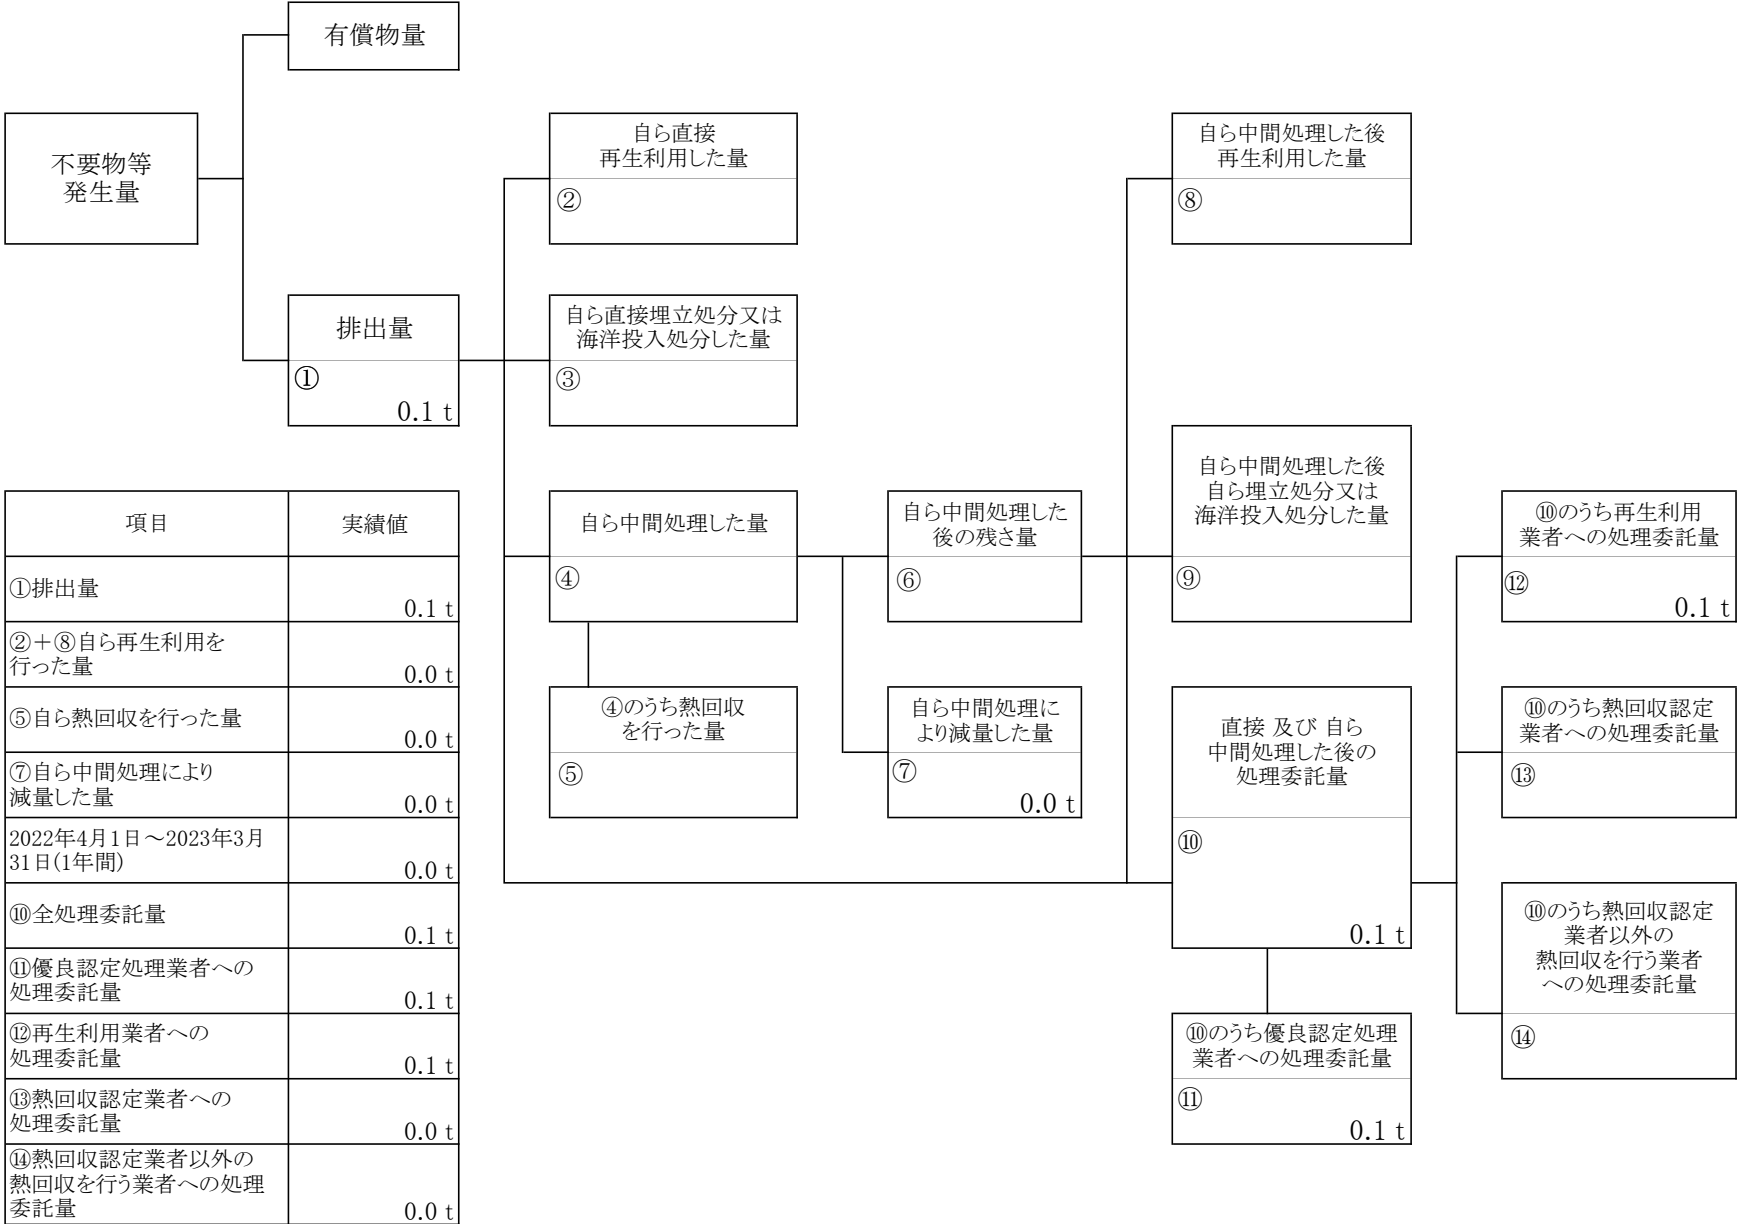 有償物量
不要物等
発生量
自ら直接
再生利用した量
②
自ら中間処理した後
再生利用した量
⑧
排出量
①
0.1 t
自ら直接埋立処分又は
海洋投入処分した量
③
自ら中間処理した量
④
自ら中間処理した
後の残さ量
⑥
自ら中間処理した後
自ら埋立処分又は
海洋投入処分した量
⑨
⑩のうち再生利用
業者への処理委託量
⑫
0.1 t
④のうち熱回収
を行った量
⑤
自ら中間処理に
より減量した量
⑦
0.0 t
直接 及び 自ら
中間処理した後の
処理委託量
⑩
0.1 t
⑩のうち熱回収認定
業者への処理委託量
⑬
⑩のうち熱回収認定
業者以外の
熱回収を行う業者
への処理委託量
⑭
⑩のうち優良認定処理
業者への処理委託量
⑪
0.1 t
項目 実績値
①排出量
0.1 t
②＋⑧自ら再生利用を
行った量
0.0 t
⑤自ら熱回収を行った量
0.0 t
⑦自ら中間処理により
減量した量
0.0 t
2022年4月1日～2023年3月
31日(1年間)
0.0 t
⑩全処理委託量
0.1 t
⑪優良認定処理業者への
処理委託量
0.1 t
⑫再生利用業者への
処理委託量
0.1 t
⑬熱回収認定業者への
処理委託量
0.0 t
⑭熱回収認定業者以外の
熱回収を行う業者への処理
委託量
0.0 t